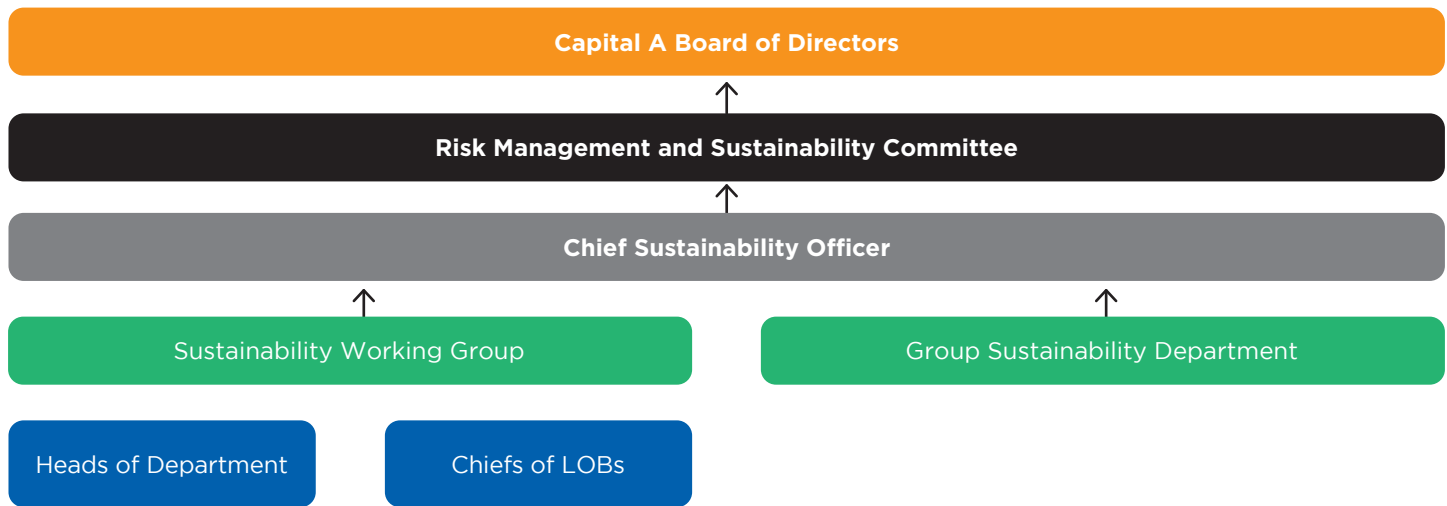 Capital A Board of Directors
Risk Management and Sustainability Committee
Chief Sustainability Officer
Sustainability Working Group
Group Sustainability Department
Heads of Department
Chiefs of LOBs